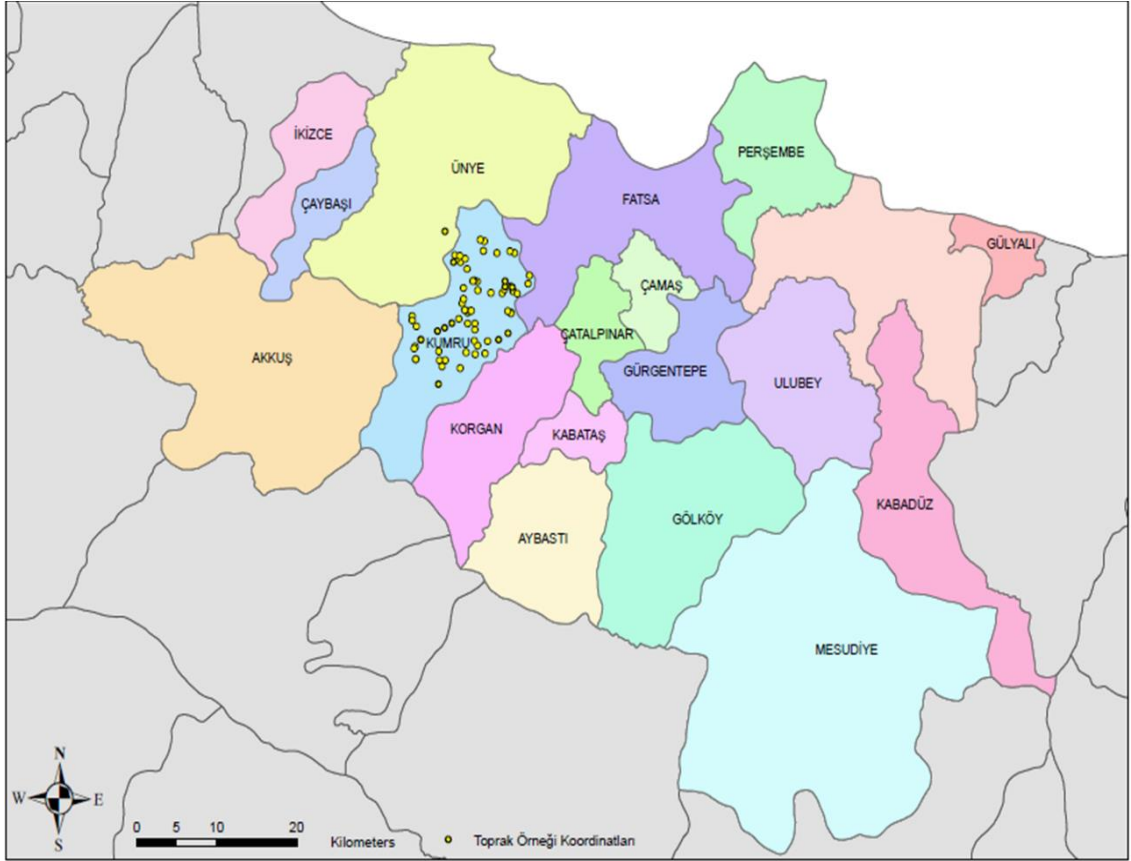 İKİZCE
PERŞEMBE
ÜNYE
ÇAYBAŞI
FATSA
GÜLYALI
ÇAMAŞ
ÇATALPINAR
KUMRU
AKKUŞ
GÜRGENTEPE
ULUBEY
KORGAN
KABATAŞ
KABADÜZ
GÖLKÖY
AYBASTI
MESUDİYE
N
W E
S
0 5 10 20
Kilometers
Toprak Örneği Koordinatları